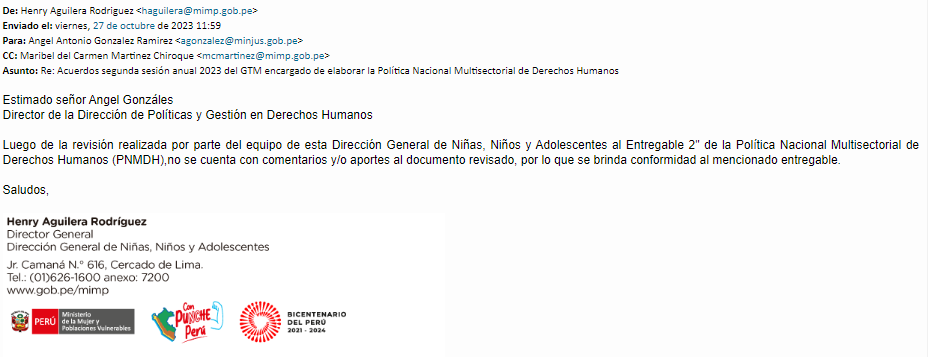 De: Henry Aguilera Rodriguez <haguilera@mimp.gob.pe>
Enviado el: viernes, 27 de octubre de 2023 11:59
Para: Angel Antonio Gonzalez Ramirez <agonzalez@minjus.gob.pe>
CC: Maribel del Carmen Martinez Chiroque <mcmartinez@mimp.gob.pe>
Asunto: Re: Acuerdos segunda sesión anual 2023 del GTM encargado de elaborar la Política Nacional Multisectorial de Derechos Humanos
Estimado señor Angel Gonzáles
Director de la Dirección de Políticas y Gestión en Derechos Humanos
Luego de la revisión realizada por parte del equipo de esta Dirección General de Niñas, Niños y Adolescentes al Entregable 2" de la Política Nacional Multisectorial de
Derechos Humanos (PNMDH),no se cuenta con comentarios y/o aportes al documento revisado, por lo que se brinda conformidad al mencionado entregable.
Saludos,
Henry Aguilera Rodríguez
Director General
Dirección General de Niñas, Niños y Adolescentes
Jr. Camaná N.° 616, Cercado de Lima.
Tel.: (01)626-1600 anexo: 7200
www.gob.pe/mimp
PERÚ
Ministerio
de la Mujer y
Poblaciones Vulnerables
Con
PUNCHE
Perú
BICENTENARIO
DEL PERÚ
2021 - 2024